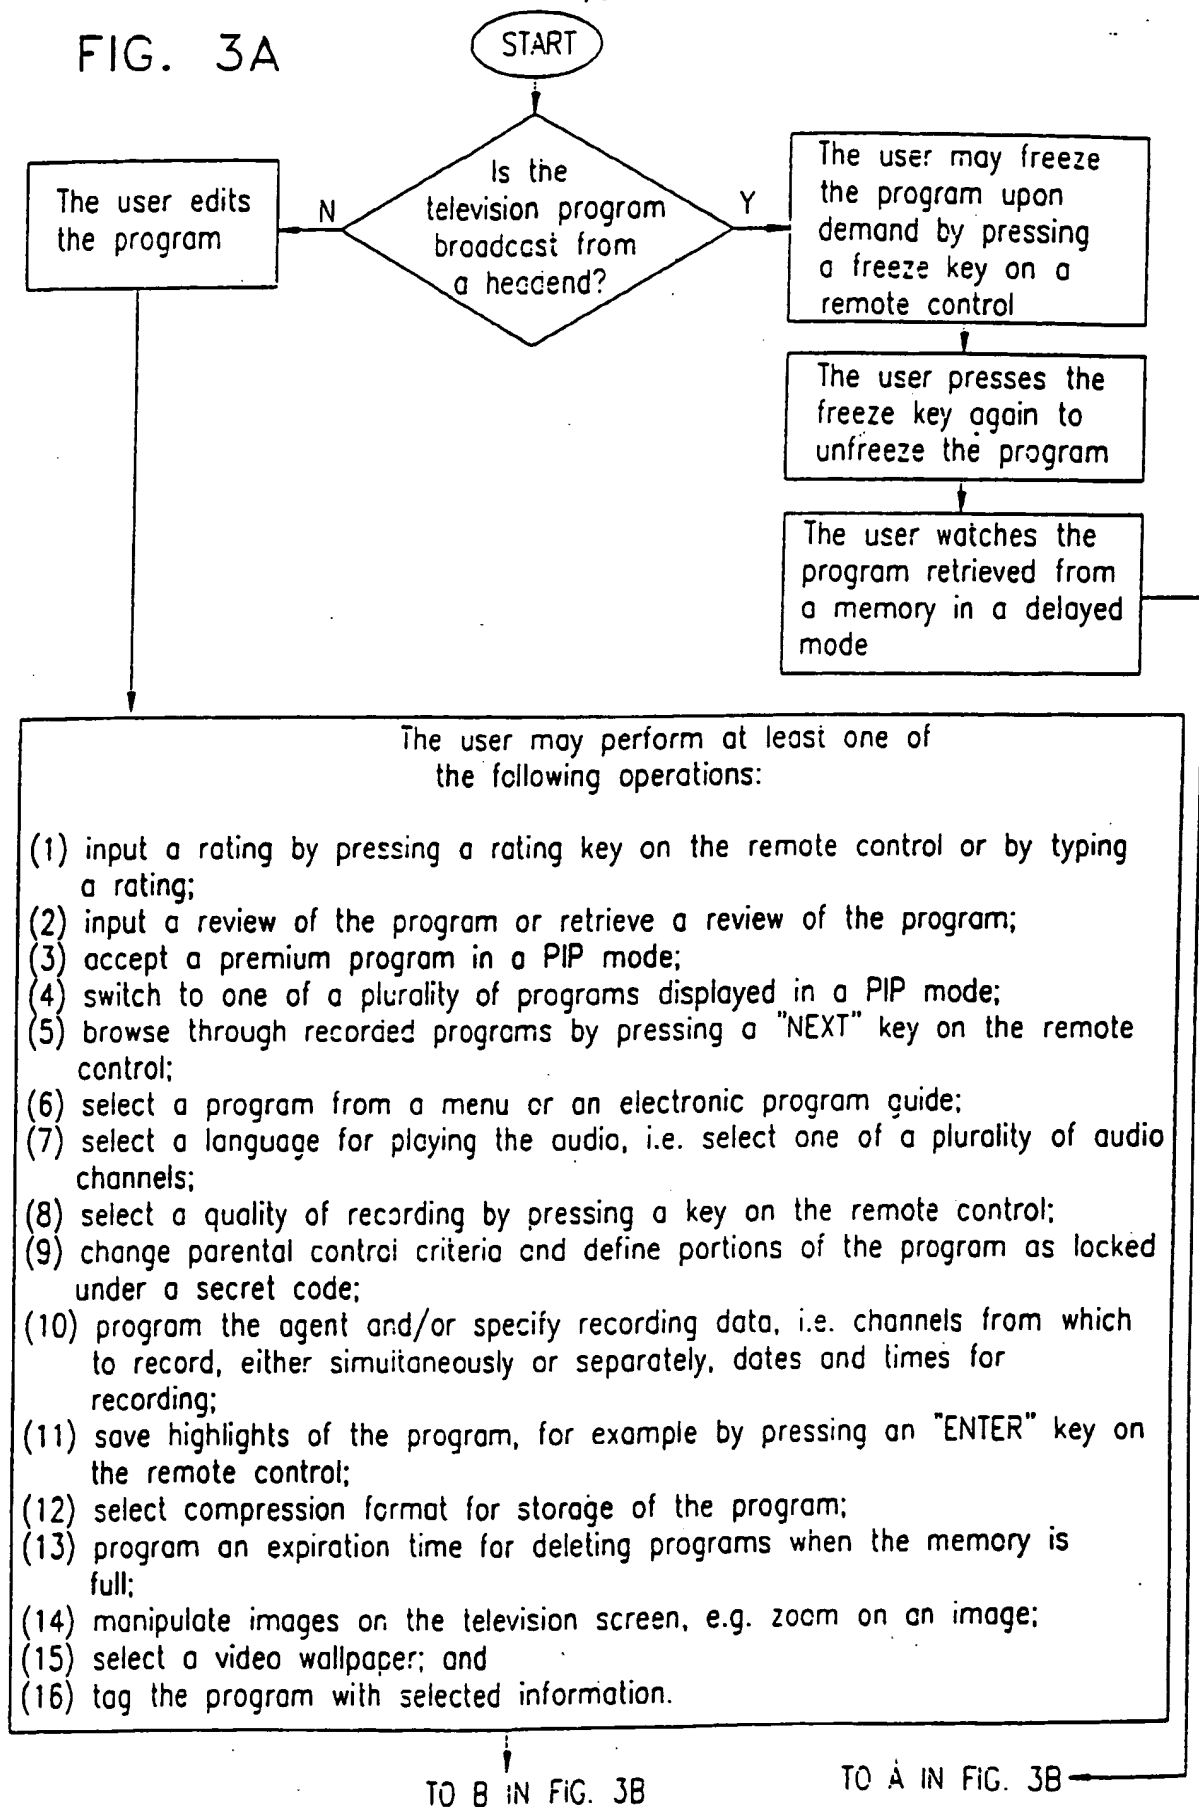 FIG. 3A
START
Is the
television program
broadcast from
a headend?
N
Y
The user edits
the program
The user may freeze
the program upon
demand by pressing
a freeze key on a
remote control
The user presses the
freeze key again to
unfreeze the program
The user watches the
program retrieved from
a memory in a delayed
mode
The user may perform at least one of
the following operations:
(1) input a rating by pressing a rating key on the remote control or by typing
a rating;
(2) input a review of the program or retrieve a review of the program;
(3) accept a premium program in a PIP mode;
(4) switch to one of a plurality of programs displayed in a PIP mode;
(5) browse through recorded programs by pressing a "NEXT" key on the remote
control;
(6) select a program from a menu or an electronic program guide;
(7) select a language for playing the audio, i.e. select one of a plurality of audio
channels;
(8) select a quality of recording by pressing a key on the remote control;
(9) change parental control criteria and define portions of the program as locked
under a secret code;
(10) program the agent and/or specify recording data, i.e. channels from which
to record, either simultaneously or separately, dates and times for
recording;
(11) save highlights of the program, for example by pressing an "ENTER" key on
the remote control;
(12) select compression format for storage of the program;
(13) program an expiration time for deleting programs when the memory is
full;
(14) manipulate images on the television screen, e.g. zoom on an image;
(15) select a video wallpaper; and
(16) tag the program with selected information.
TO B IN FIG. 3B
TO A IN FIG. 3B